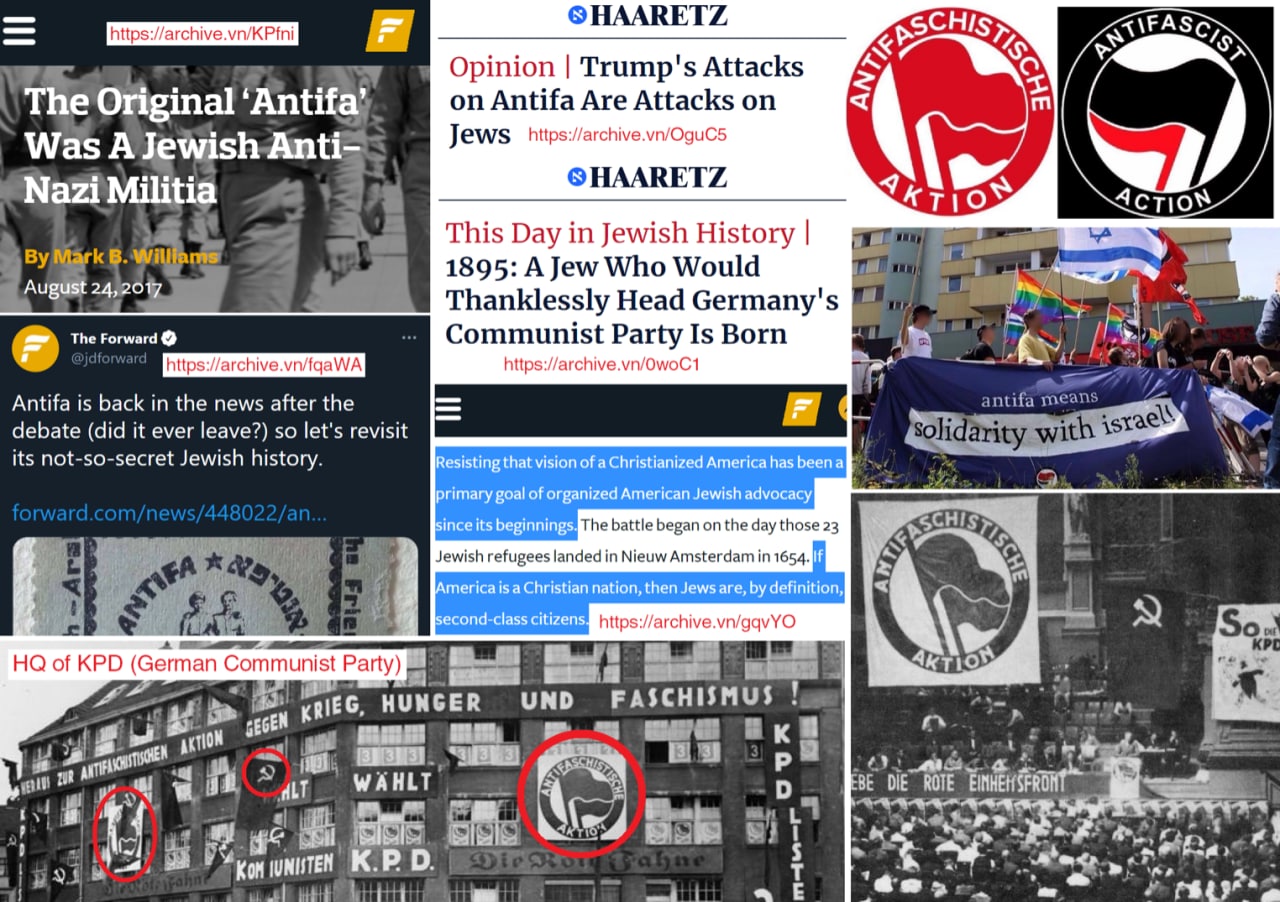 https://archive.vn/KPfni
The Original ‘Antifa’
Was A Jewish Anti-
Nazi Militia
By Mark B. Williams
August 24, 2017
The Forward
@jdforward
https://archive.vn/fqaWA
Antifa is back in the news after the
debate (did it ever leave?) so let's revisit
its not-so-secret Jewish history.
forward.com/news/448022/an...
ANTIFA ★ אנטיפא
The Frie
HAARETZ
Opinion | Trump's Attacks
on Antifa Are Attacks on
Jews https://archive.vn/OguC5
HAARETZ
This Day in Jewish History |
1895: A Jew Who Would
Thanklessly Head Germany's
Communist Party Is Born
https://archive.vn/0woC1
Resisting that vision of a Christianized America has been a
primary goal of organized American Jewish advocacy
since its beginnings. The battle began on the day those 23
Jewish refugees landed in Nieuw Amsterdam in 1654. If
America is a Christian nation, then Jews are, by definition,
second-class citizens. https://archive.vn/gqvYO
ANTIFASCHISTISCHE
AKTION
ANTIFASCIST
ACTION
antifa means
solidarity with israel!
HQ of KPD (German Communist Party)
GEGEN KRIEG, HUNGER UND FASCHISMUS !
HERAUS ZUR ANTIFASCHISTISCHEN AKTION
WÄHLT
ANTIFASCHISTISCHE
AKTION
KOMMUNISTEN
K.P.D.
KPD LISTE
3
Die Rote Fahne
Die Rote Fahne
ANTIFASCHISTISCHE
AKTION
So
DIE
KPD
EBE DIE ROTE EINHEITSFRONT